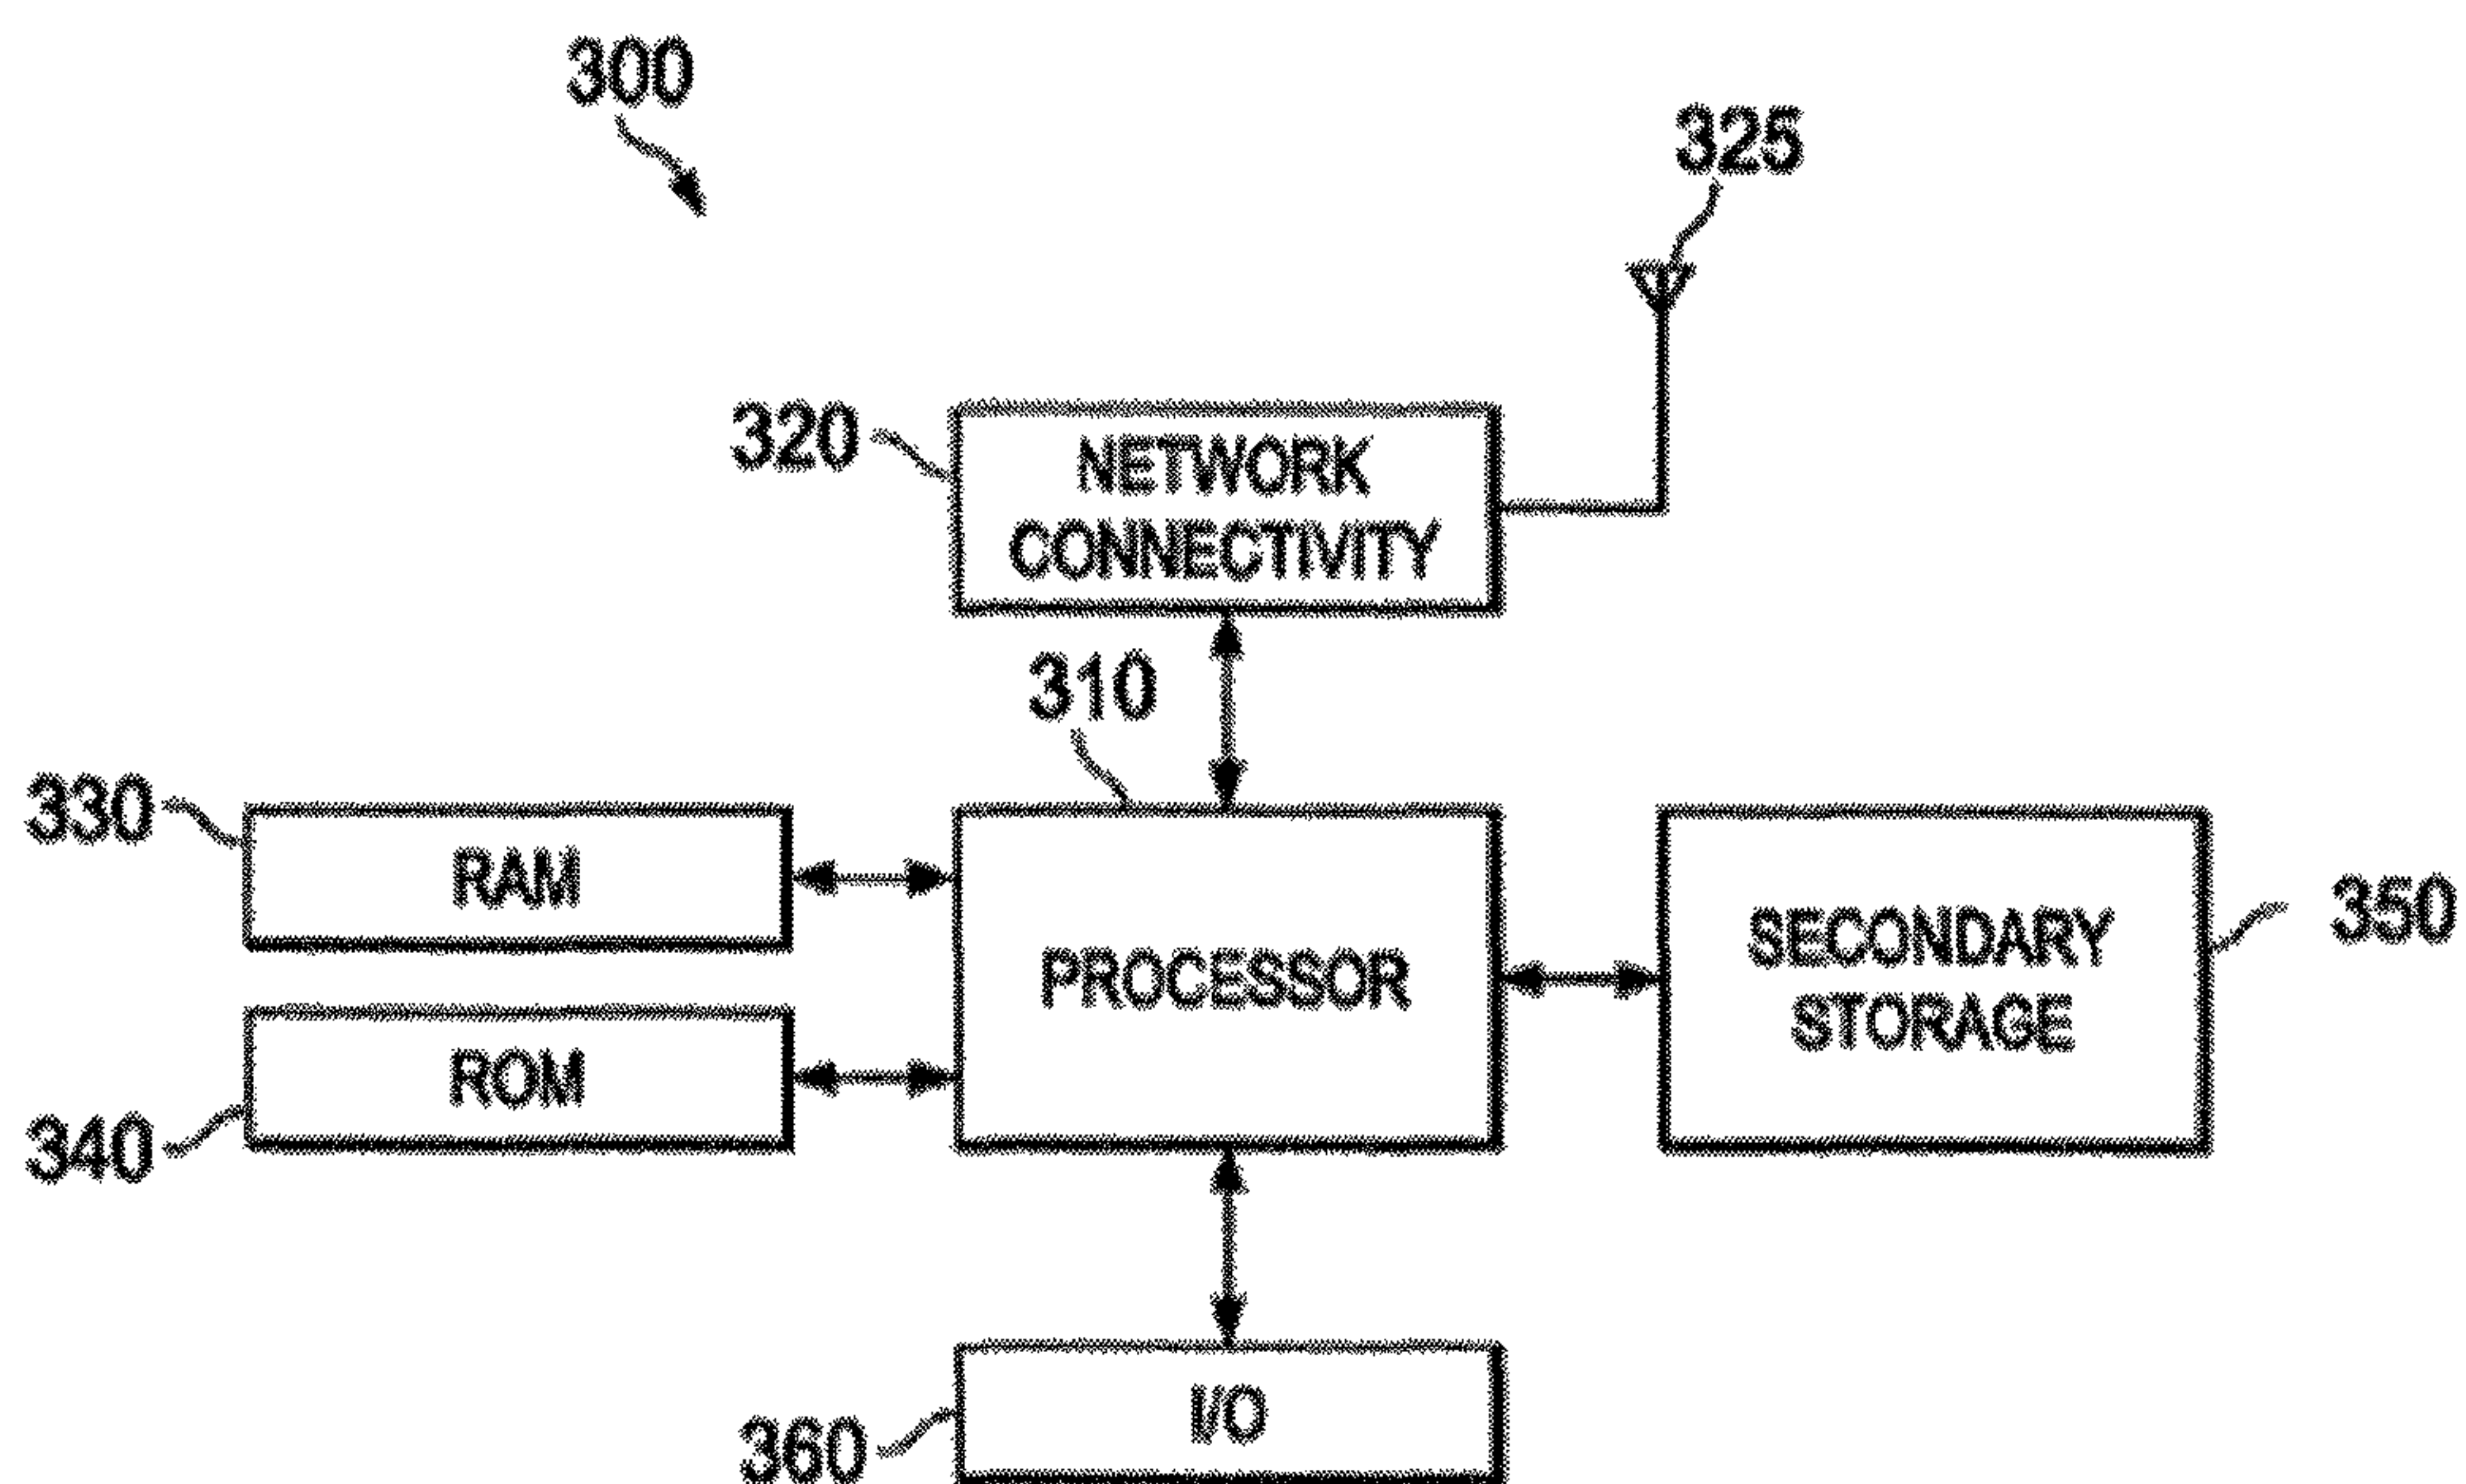 300
325
320
NETWORK
CONNECTIVITY
310
330
RAM
PROCESSOR
SECONDARY
STORAGE
350
ROM
340
I/O
360